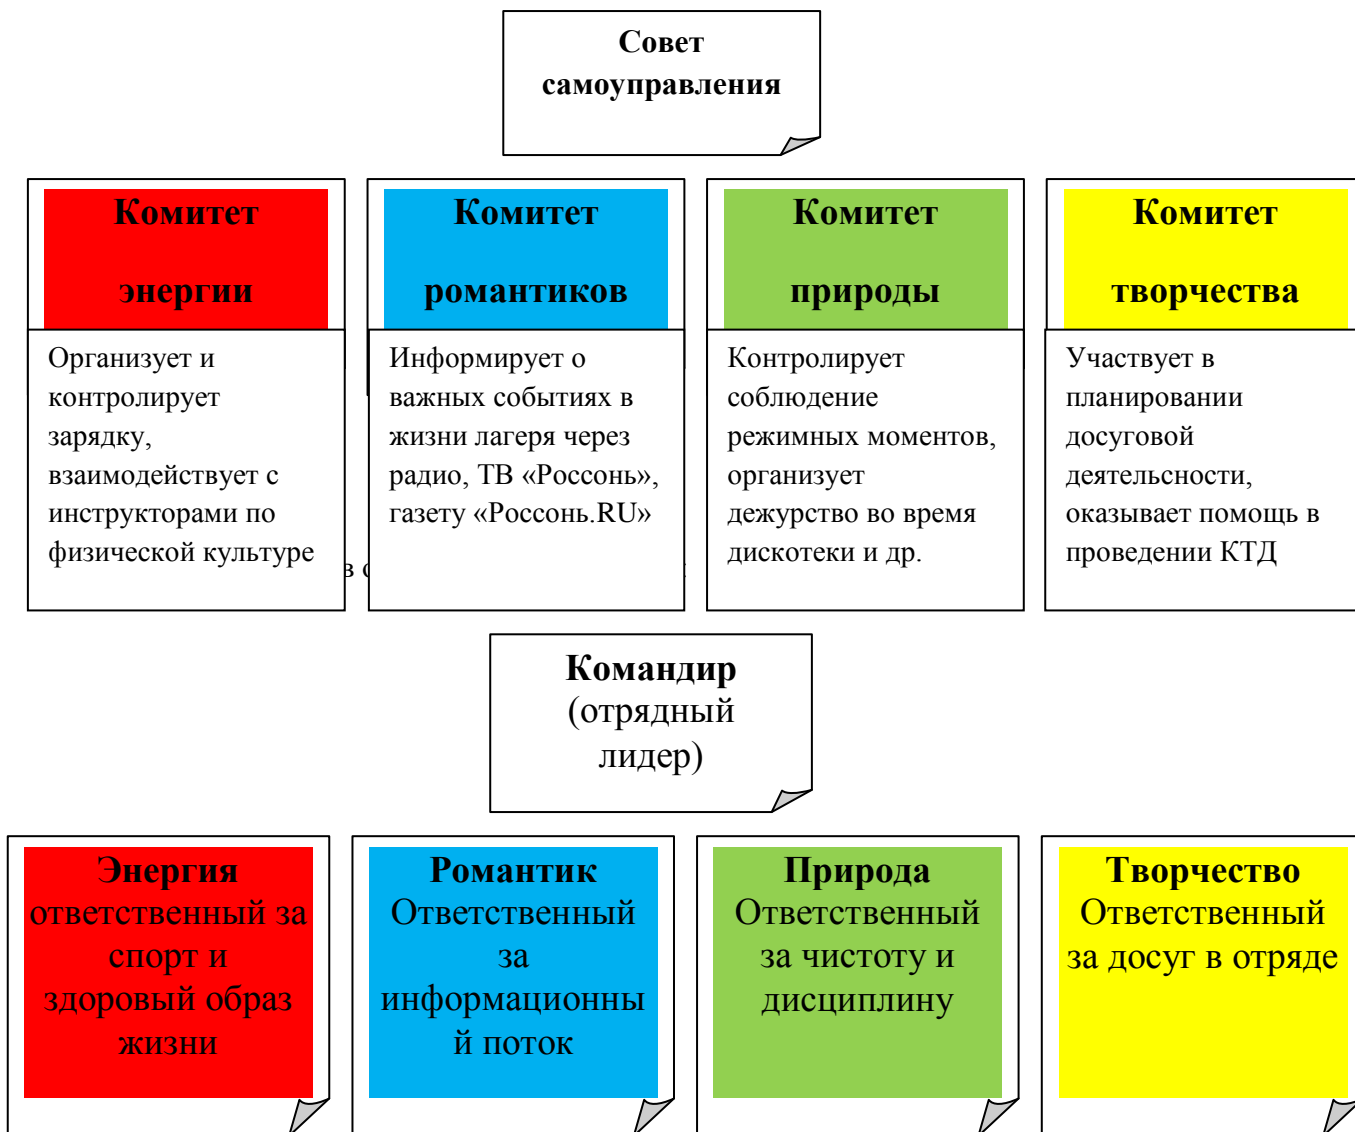 Совет
самоуправления
Комитет
энергии
Комитет
романтиков
Комитет
природы
Комитет
творчества
Организует и
контролирует
зарядку,
взаимодействует с
инструкторами по
физической культуре
Информирует о
важных событиях в
жизни лагеря через
радио, ТВ «Россонь»,
газету «Россонь.RU»
Контролирует
соблюдение
режимных моментов,
организует
дежурство во время
дискотеки и др.
Участвует в
планировании
досуговой
деятельсности,
оказывает помощь в
проведении КТД
Командир
(отрядный
лидер)
Энергия
ответственный за
спорт и
здоровый образ
жизни
Романтик
Ответственный
за
информационны
й поток
Природа
Ответственный
за чистоту и
дисциплину
Творчество
Ответственный
за досуг в отряде